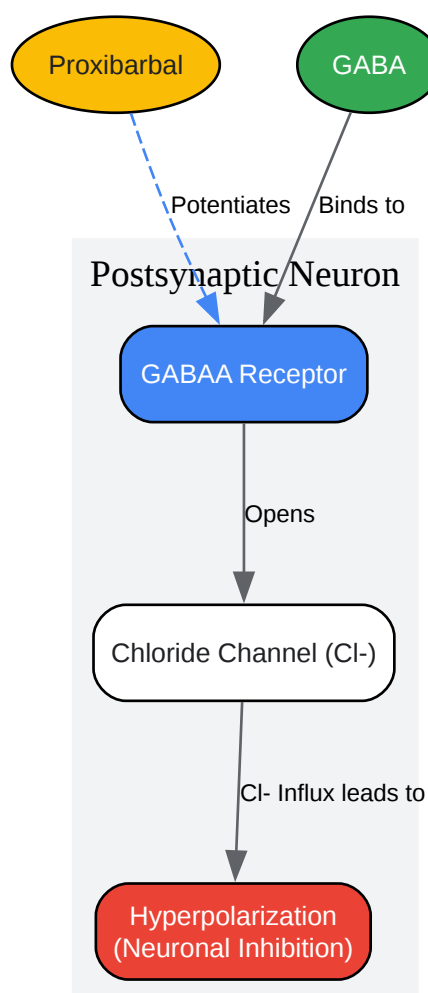 Proxibarbal
GABA
Potentiates
Binds to
Postsynaptic Neuron
GABAA Receptor
Opens
Chloride Channel (Cl-)
Cl- Influx leads to
Hyperpolarization
(Neuronal Inhibition)